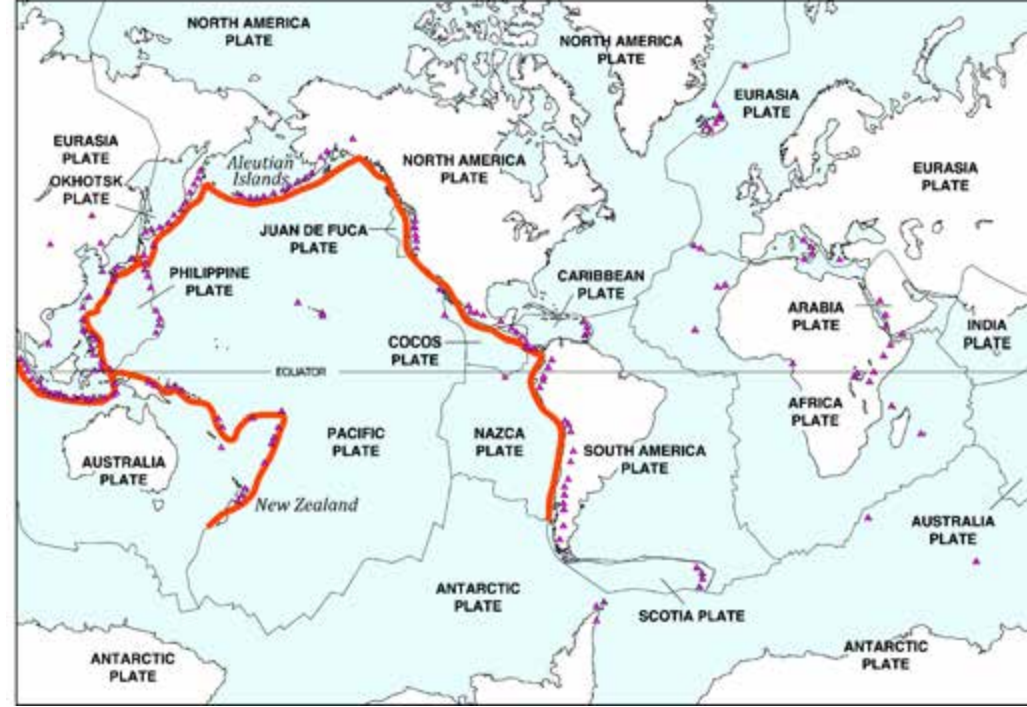 NORTH AMERICA
PLATE
NORTH AMERICA
PLATE
EURASIA
PLATE
EURASIA
PLATE
OKHOTSK
PLATE
Aleutian
Islands
NORTH AMERICA
PLATE
EURASIA
PLATE
JUAN DE FUCA
PLATE
PHILIPPINE
PLATE
CARIBBEAN
PLATE
ARABIA
PLATE
INDIA
PLATE
COCOS
PLATE
EQUATOR
AFRICA
PLATE
PACIFIC
PLATE
NAZCA
PLATE
SOUTH AMERICA
PLATE
AUSTRALIA
PLATE
New Zealand
AUSTRALIA
PLATE
ANTARCTIC
PLATE
SCOTIA PLATE
ANTARCTIC
PLATE
ANTARCTIC
PLATE